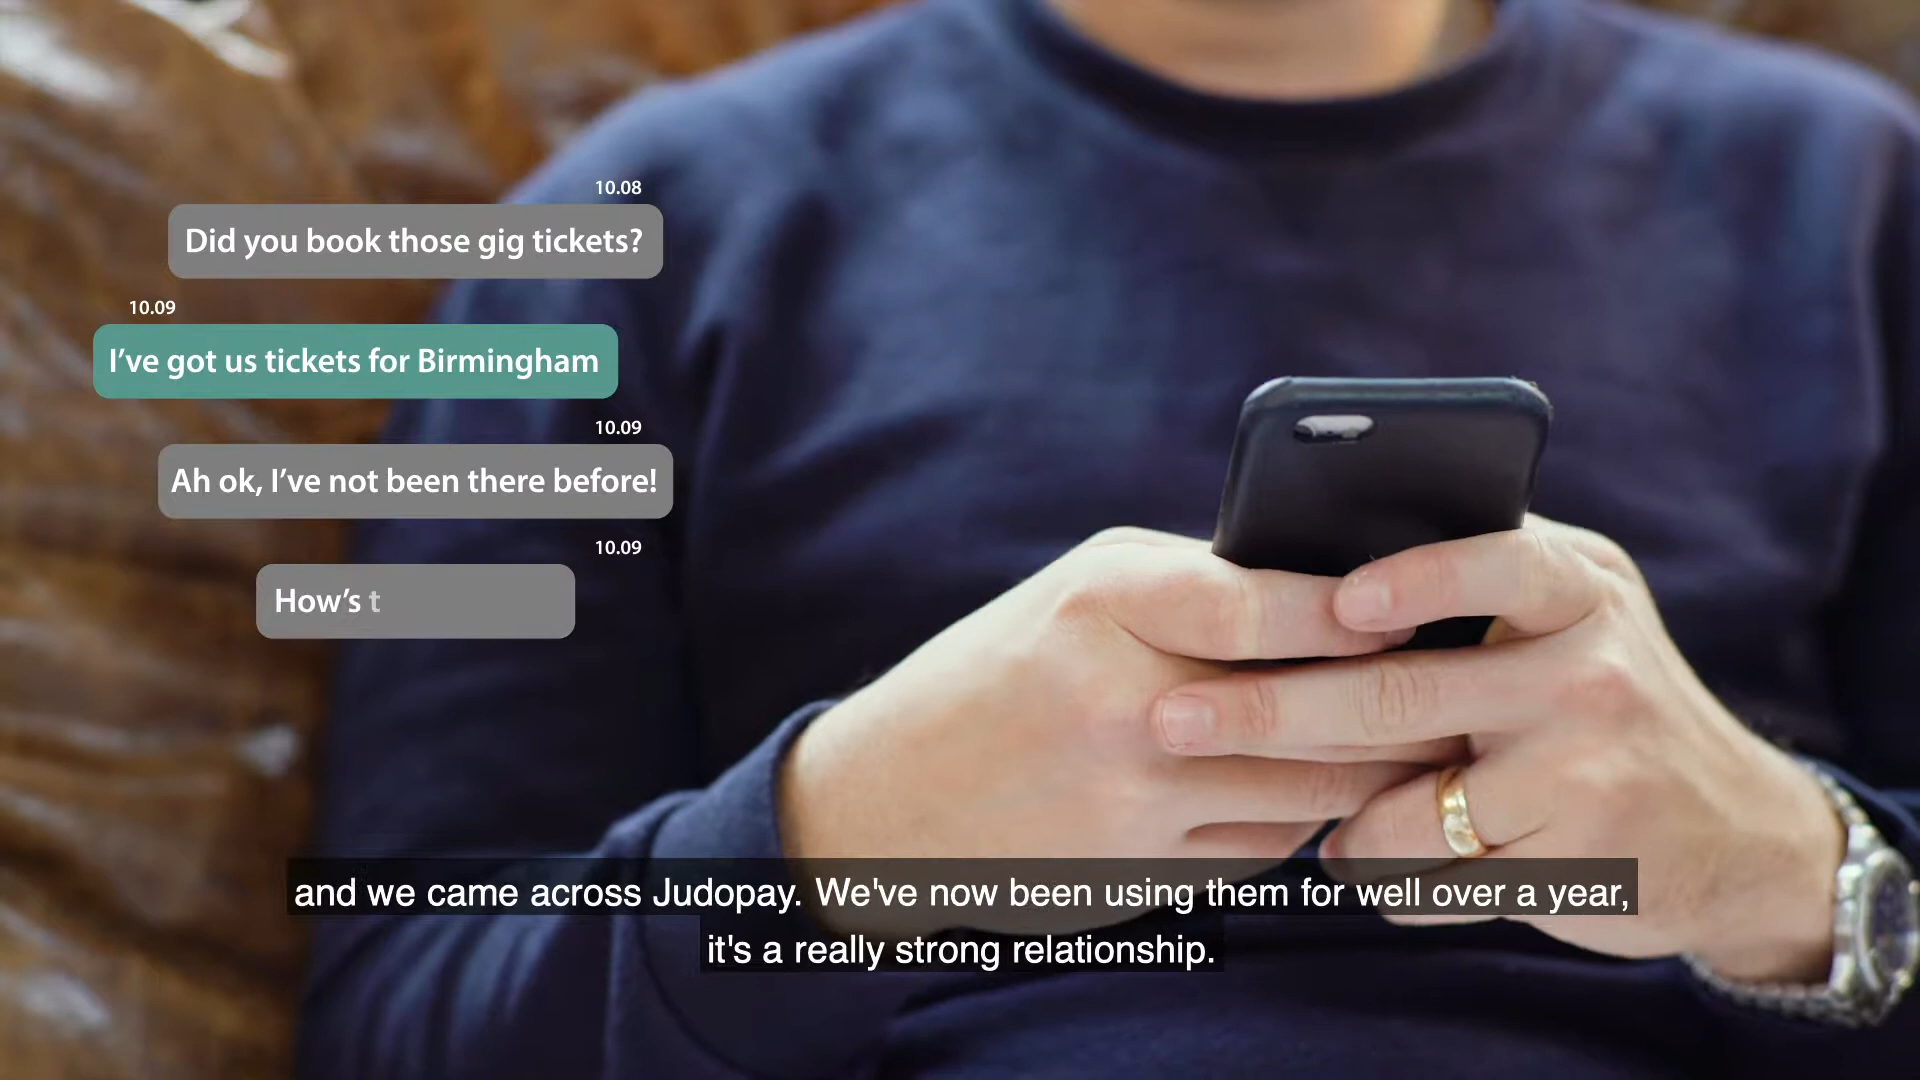 10.08
Did you book those gig tickets?
10.09
I’ve got us tickets for Birmingham
10.09
Ah ok, I’ve not been there before!
10.09
How’s t
and we came across Judopay. We've now been using them for well over a year,
it's a really strong relationship.